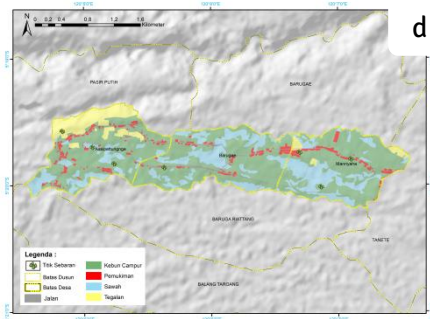 d
N
0 0.2 0.4 0.8 1.2 1.6
Kilometer
PASIR PUTIH
BARUGAE
Barugae
BARUGA RIATTANG
TANETE
BALANG TAROANG
Legenda :
Titik Sebaran
Batas Dusun
Batas Desa
Jalan
Kebun Campur
Pemukiman
Sawah
Tegalan